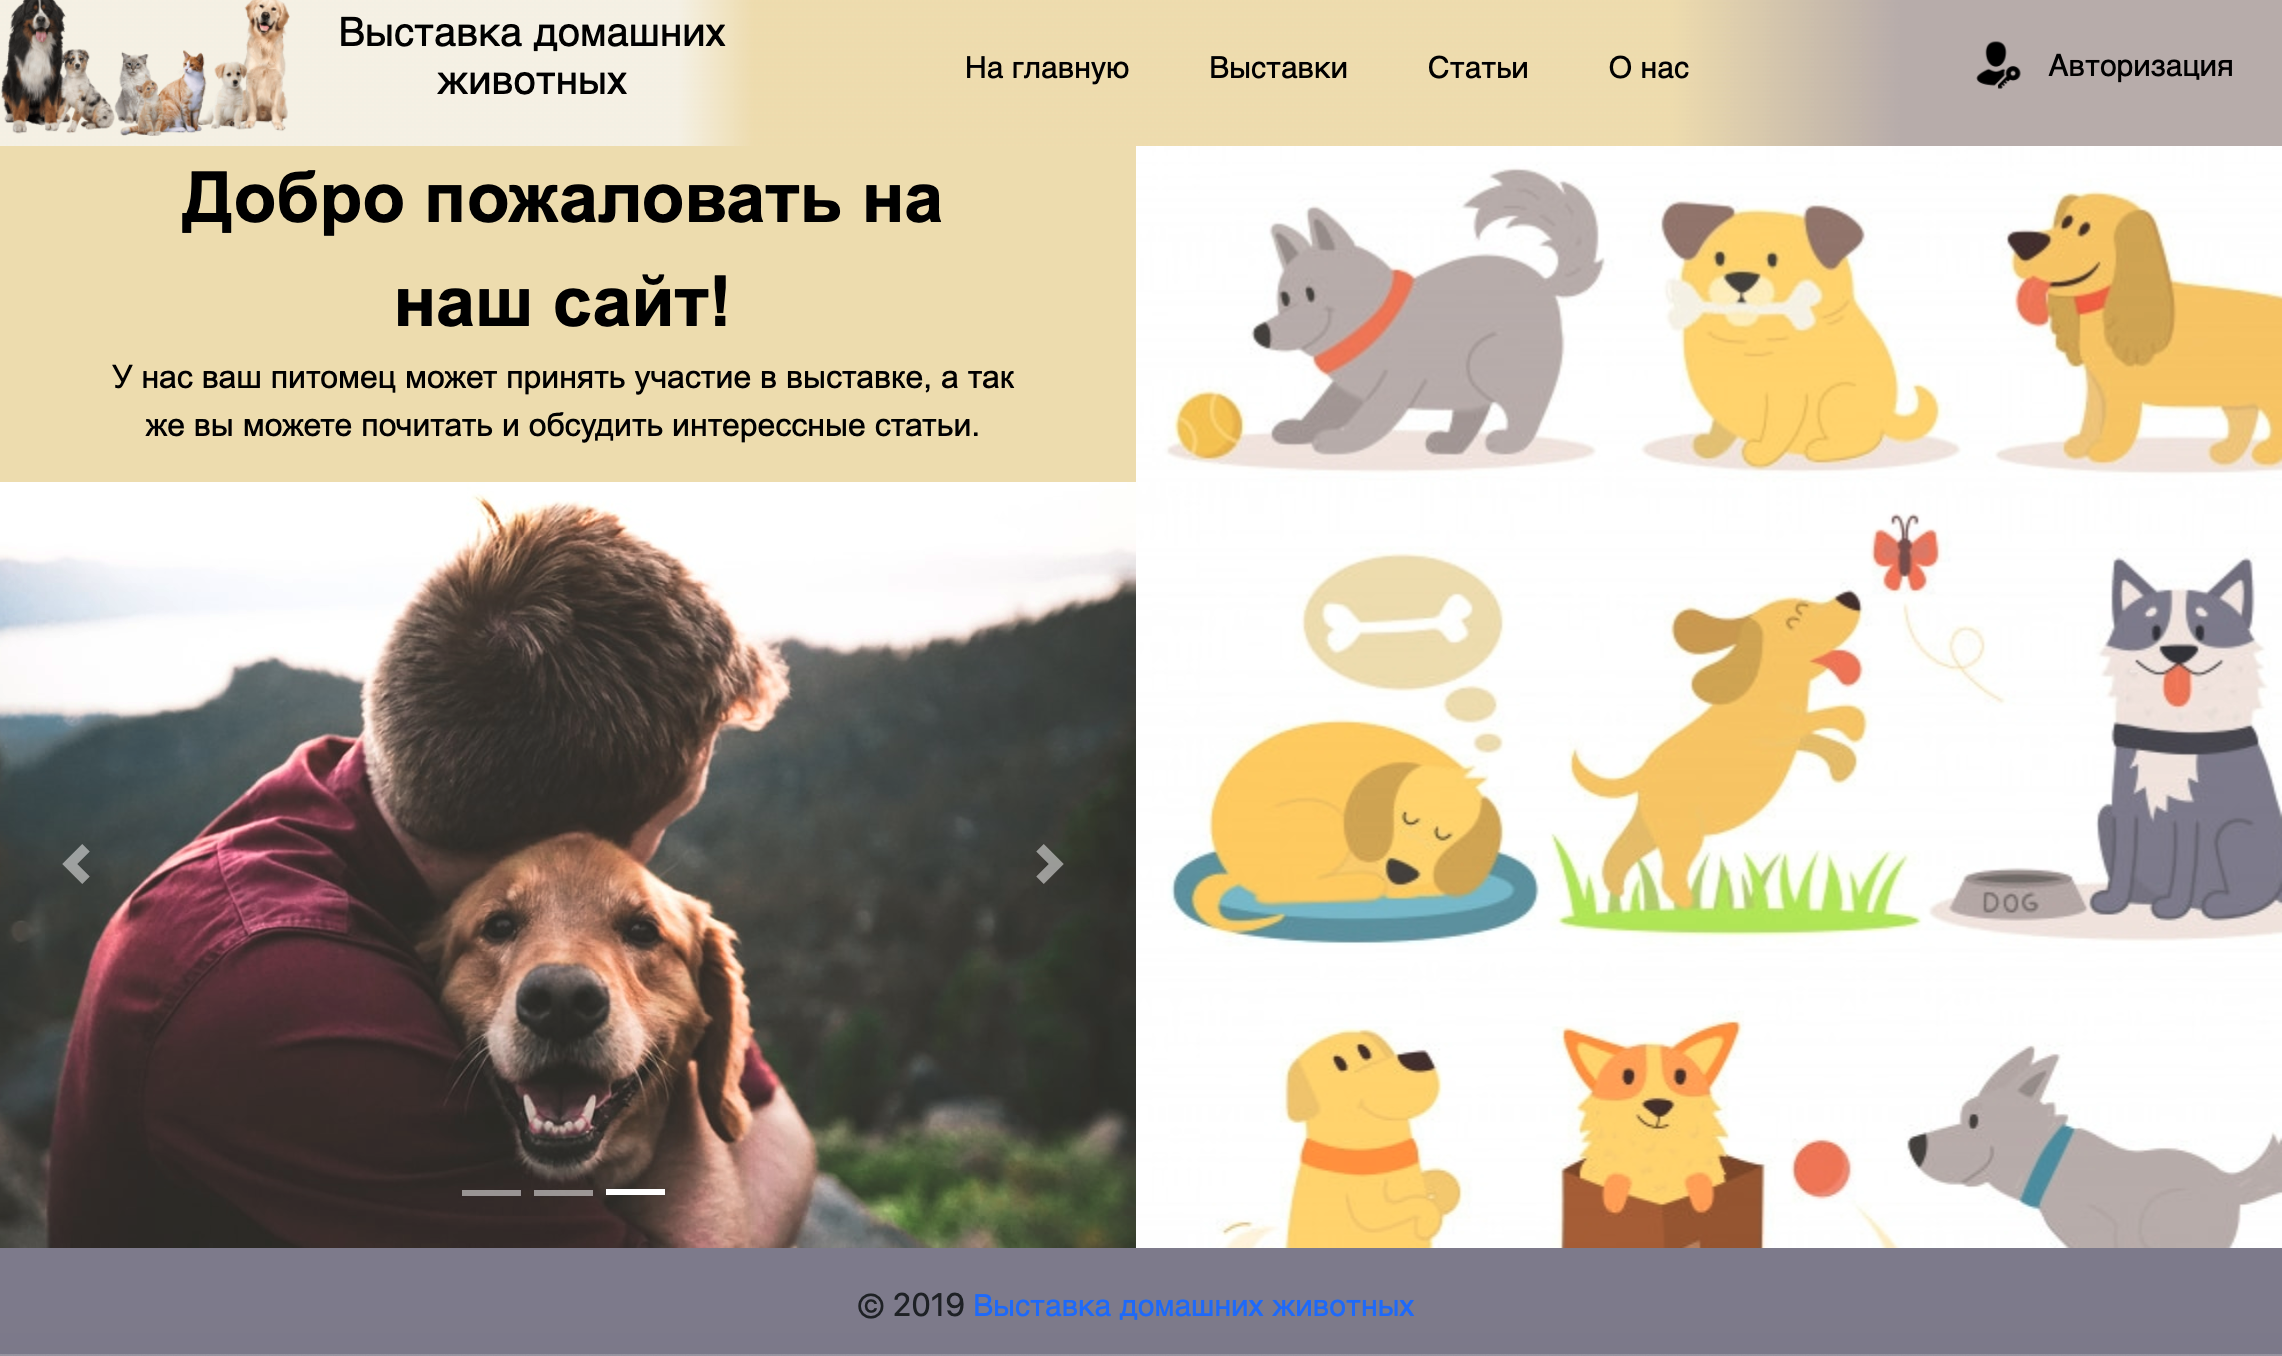 Выставка домашних
животных
На главную
Выставки
Статьи
О нас
Авторизация
Добро пожаловать на
наш сайт!
У нас ваш питомец может принять участие в выставке, а так
же вы можете почитать и обсудить интерессные статьи.
DOG
© 2019 Выставка домашних животных